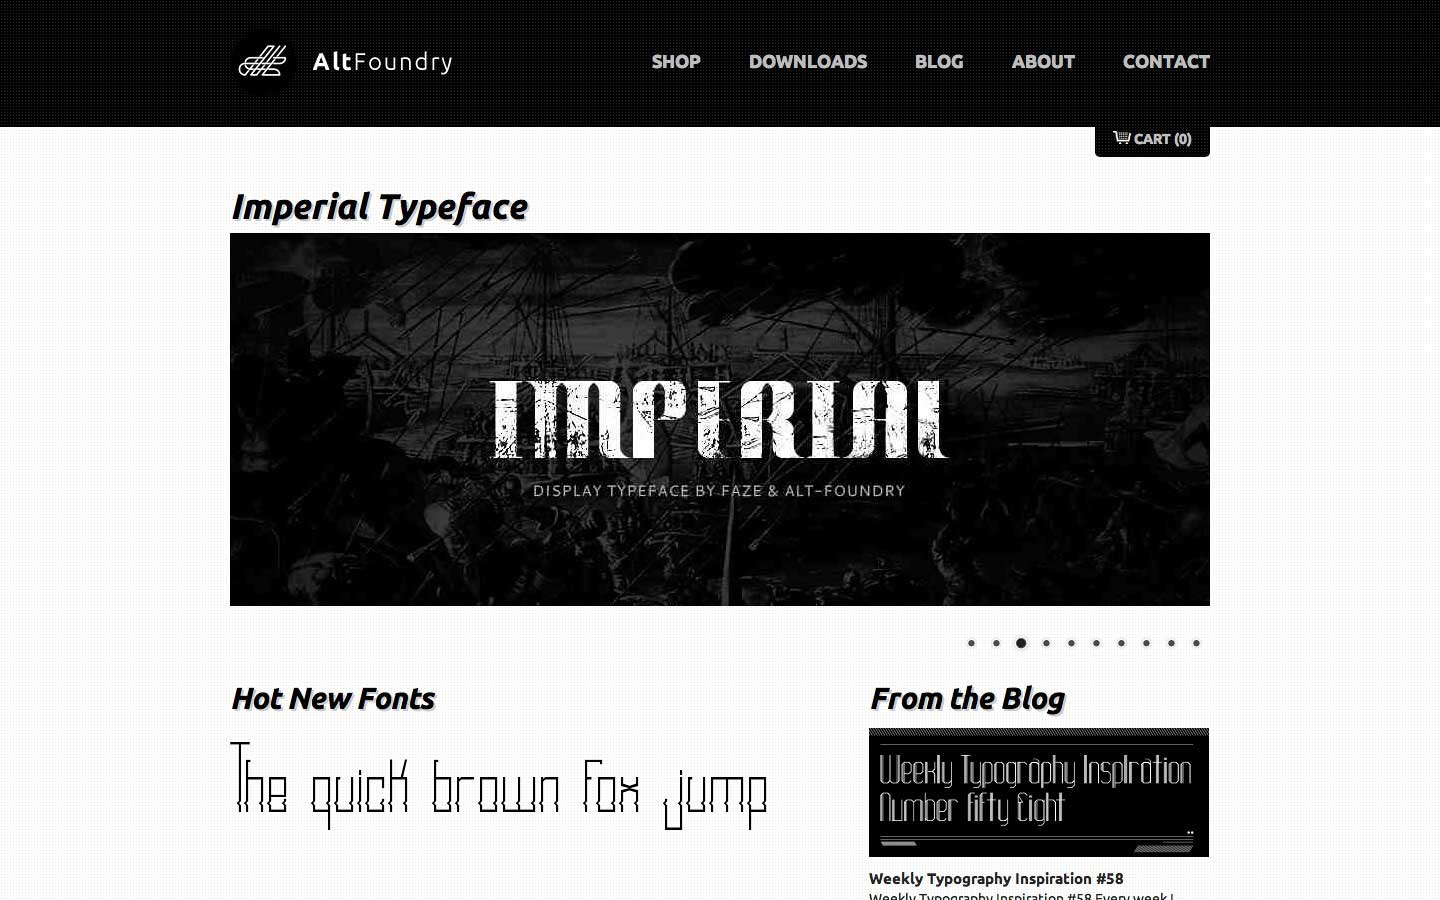 AltFoundry
SHOP DOWNLOADS BLOG ABOUT CONTACT
CART (0)
Imperial Typeface
IMPERIAL
DISPLAY TYPEFACE BY FAZE & ALT-FOUNDRY
Hot New Fonts
The quick brown fox jump
From the Blog
Weekly Typography InspIration
Number fifty Eight
Weekly Typography Inspiration #58
Weekly Typography Inspiration #58 Every week I